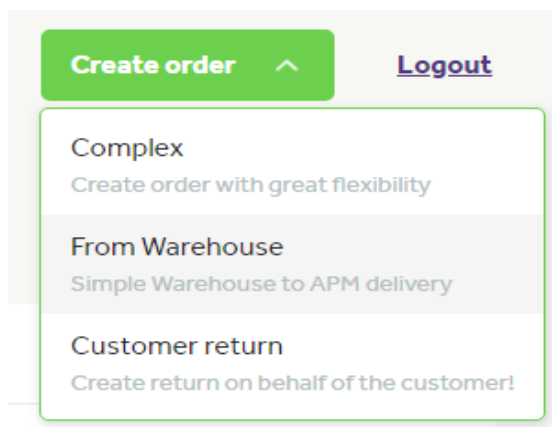 Create order
Logout
Complex
Create order with great flexibility
From Warehouse
Simple Warehouse to APM delivery
Customer return
Create return on behalf of the customer!